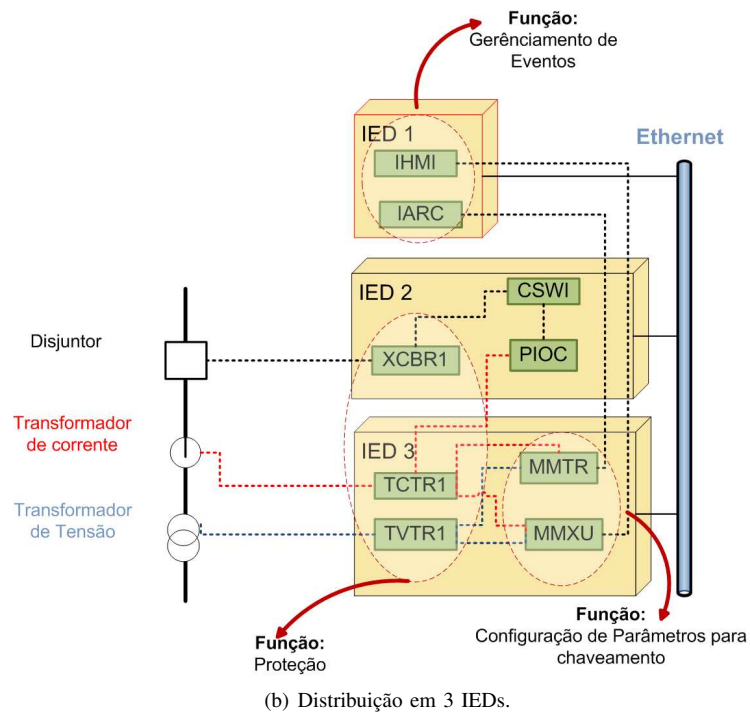 Função:
Gerênciamento de
Eventos
IED 1
Ethernet
IHMI
IARC
IED 2
CSWI
Disjuntor
XCBR1
PIOC
Transformador
de corrente
IED 3
MMTR
TCTR1
Transformador
de Tensão
TVTR1
MMXU
Função:
Proteção
Função:
Configuração de Parâmetros para
chaveamento
(b) Distribuição em 3 IEDs.